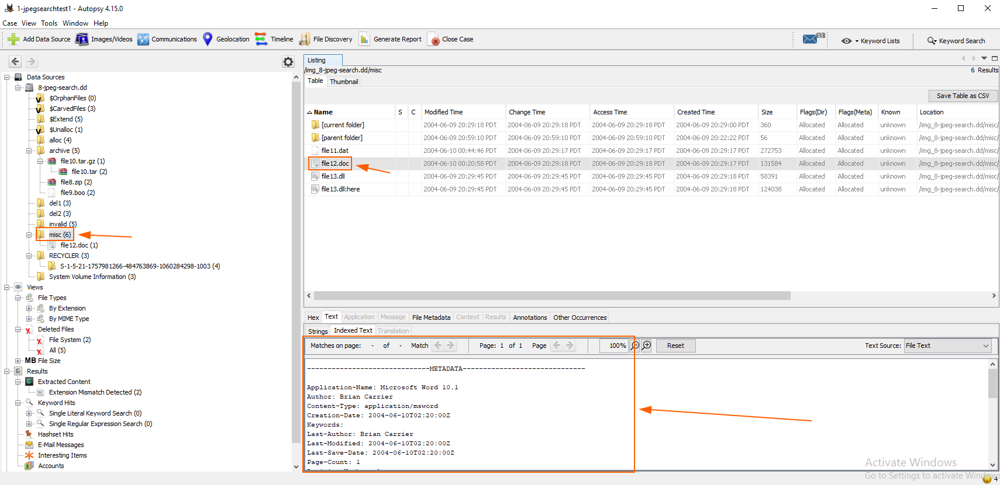 1-jpegsearchtest1 - Autopsy 4.15.0
Case View Tools Window Help
Add Data Source Images/Videos Communications Geolocation Timeline File Discovery Generate Report Close Case 13 Keyword Lists Keyword Search
Data Sources
8-jpeg-search.dd
$OrphanFiles (0)
$CarvedFiles (3)
$Extend (5)
$Unalloc (1)
alloc (4)
archive (5)
file10.tar.gz (1)
file10.tar (2)
file8.zip (2)
file9.boo (2)
del1 (3)
del2 (3)
invalid (5)
misc (6)
file12.doc (1)
RECYCLER (3)
S-1-5-21-1757981266-484763869-1060284298-1003 (4)
System Volume Information (3)
Views
File Types
By Extension
By MIME Type
Deleted Files
File System (2)
All (5)
MB File Size
Results
Extracted Content
Extension Mismatch Detected (2)
Keyword Hits
Single Literal Keyword Search (0)
Single Regular Expression Search (0)
Hashset Hits
E-Mail Messages
Interesting Items
Accounts
Listing
/img_8-jpeg-search.dd/misc
6 Results
Table Thumbnail
Save Table as CSV
Name S C Modified Time Change Time Access Time Created Time Size Flags(Dir) Flags(Meta) Known Location
[current folder] 2004-06-09 20:29:18 PDT 2004-06-09 20:29:18 PDT 2004-06-09 20:29:18 PDT 2004-06-09 20:29:00 PDT 360 Allocated Allocated unknown /img_8-jpeg-search.dd/misc/
[parent folder] 2004-06-09 20:59:10 PDT 2004-06-09 20:59:10 PDT 2004-06-09 20:59:10 PDT 2004-06-09 20:22:22 PDT 56 Allocated Allocated unknown /img_8-jpeg-search.dd/misc/
file11.dat 2004-06-10 00:44:46 PDT 2004-06-09 20:29:17 PDT 2004-06-09 20:29:17 PDT 2004-06-09 20:29:17 PDT 272753 Allocated Allocated unknown /img_8-jpeg-search.dd/misc/
file12.doc 2004-06-10 00:20:58 PDT 2004-06-09 20:29:18 PDT 2004-06-09 20:29:18 PDT 2004-06-09 20:29:17 PDT 131584 Allocated Allocated unknown /img_8-jpeg-search.dd/misc/
file13.dll 2004-06-09 20:29:45 PDT 2004-06-09 20:29:45 PDT 2004-06-09 20:29:45 PDT 2004-06-09 20:29:18 PDT 58391 Allocated Allocated unknown /img_8-jpeg-search.dd/misc/
file13.dll:here 2004-06-09 20:29:45 PDT 2004-06-09 20:29:45 PDT 2004-06-09 20:29:45 PDT 2004-06-09 20:29:18 PDT 124038 Allocated Allocated unknown /img_8-jpeg-search.dd/misc/
Hex Text Application Message File Metadata Context Results Annotations Other Occurrences
Strings Indexed Text Translation
Matches on page: - of - Match Page: 1 of 1 Page 100% Reset Text Source: File Text
------------------------------METADATA------------------------------
Application-Name: Microsoft Word 10.1
Author: Brian Carrier
Content-Type: application/msword
Creation-Date: 2004-06-10T02:20:00Z
Keywords:
Last-Author: Brian Carrier
Last-Modified: 2004-06-10T02:20:00Z
Last-Save-Date: 2004-06-10T02:20:00Z
Page-Count: 1
Activate Windows
Go to Settings to activate Windows
4